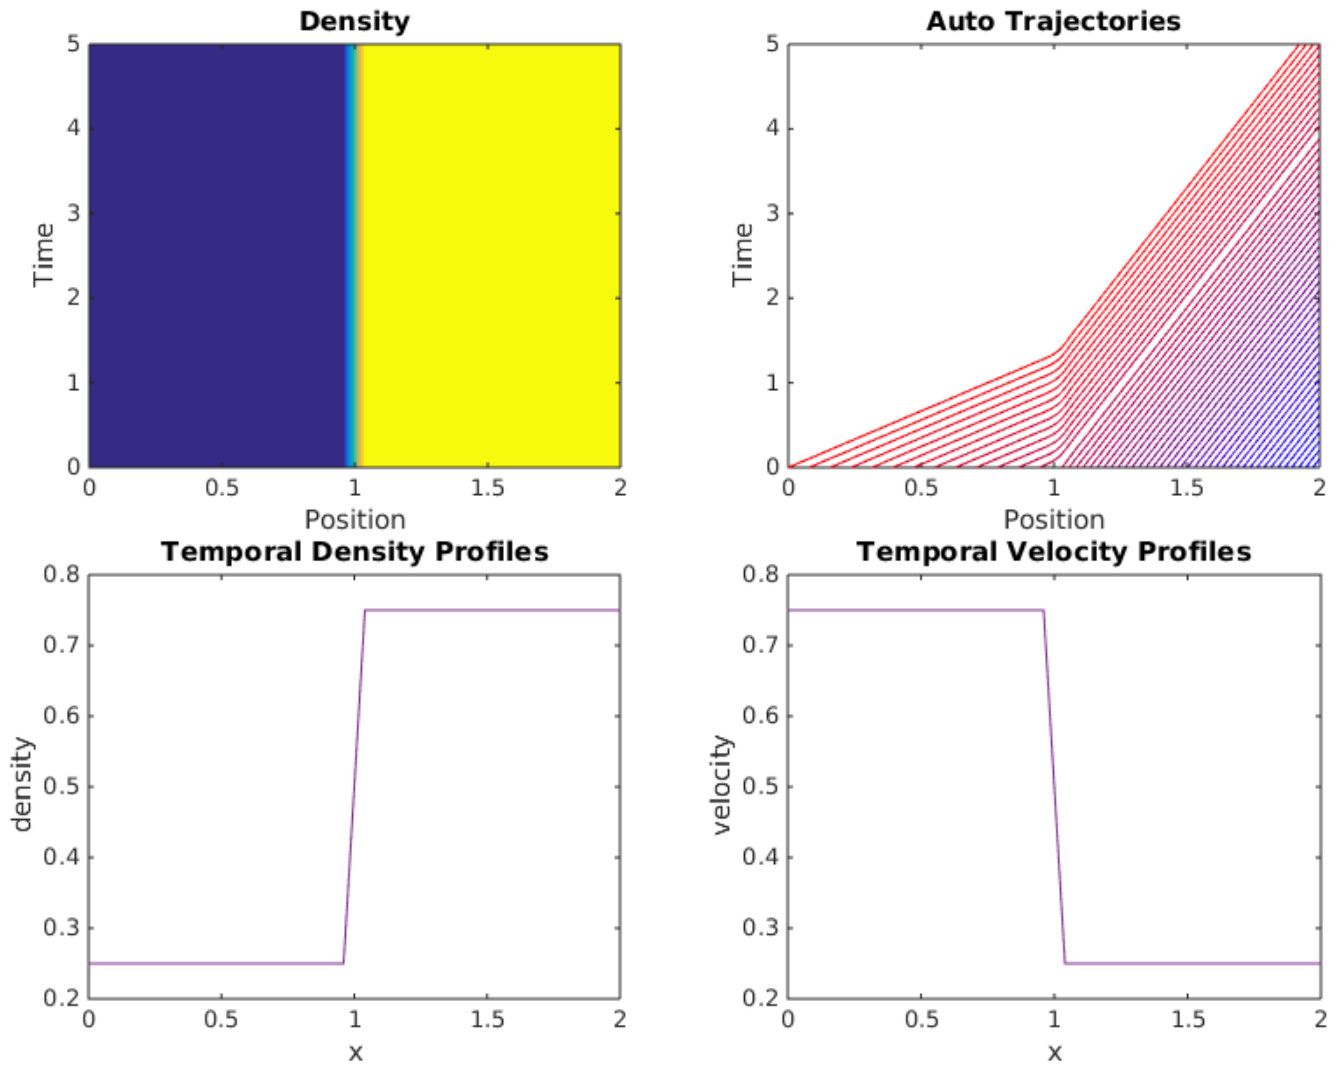 Density
5
4
3
2
1
0
Time
0 0.5 1 1.5 2
Position
Auto Trajectories
5
4
3
2
1
0
Time
0 0.5 1 1.5 2
Position
Temporal Density Profiles
0.8
0.7
0.6
0.5
0.4
0.3
0.2
density
0 0.5 1 1.5 2
x
Temporal Velocity Profiles
0.8
0.7
0.6
0.5
0.4
0.3
0.2
velocity
0 0.5 1 1.5 2
x